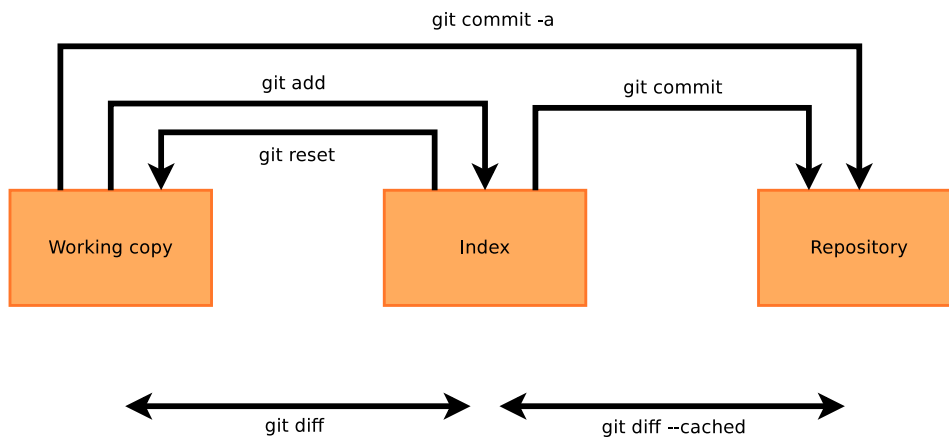 git commit -a
git add
git commit
git reset
Working copy
Index
Repository
git diff
git diff --cached